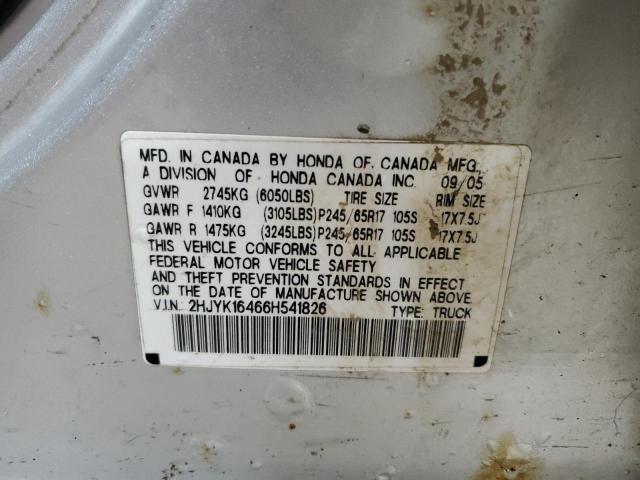 MFD. IN CANADA BY HONDA OF CANADA MFG.,
A DIVISION OF HONDA CANADA INC. 09/05
GVWR 2745KG (6050LBS) TIRE SIZE RIM SIZE
GAWR F 1410KG (3105LBS) P245/65R17 105S 17X7.5J
GAWR R 1475KG (3245LBS) P245/65R17 105S 17X7.5J
THIS VEHICLE CONFORMS TO ALL APPLICABLE
FEDERAL MOTOR VEHICLE SAFETY
AND THEFT PREVENTION STANDARDS IN EFFECT
ON THE DATE OF MANUFACTURE SHOWN ABOVE.
V.I.N.: 2HJYK16466H541826 TYPE: TRUCK